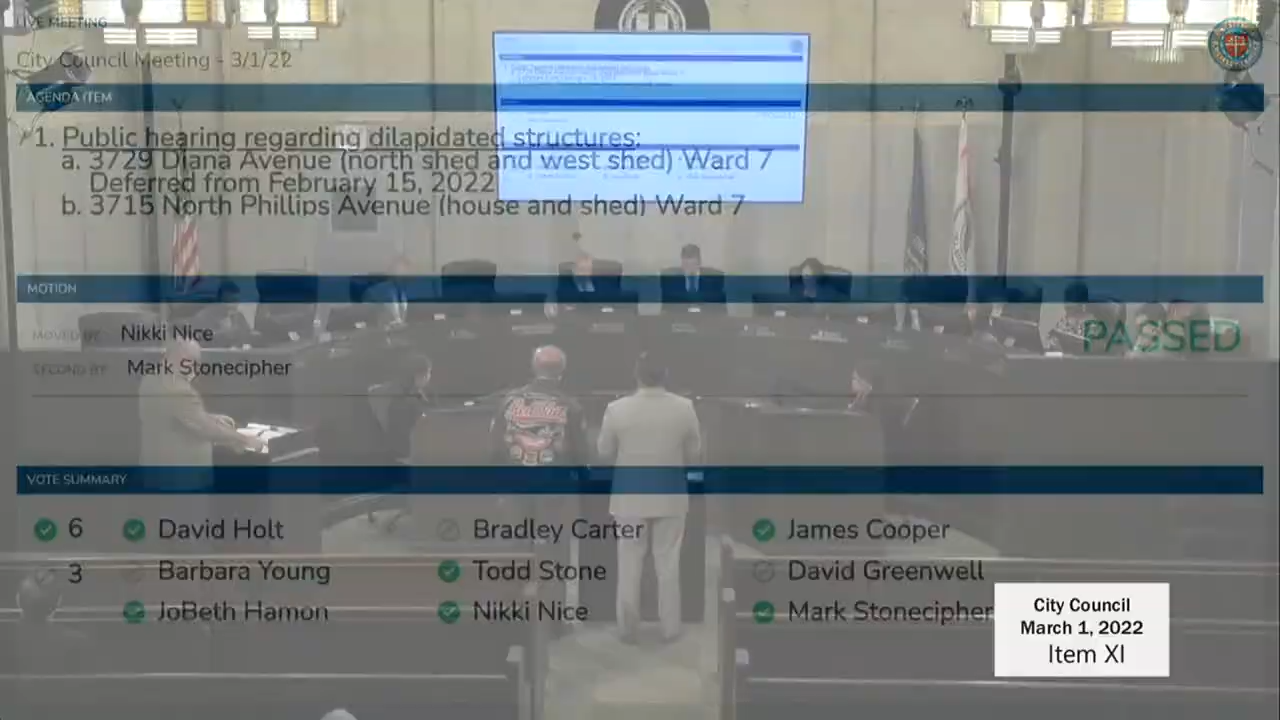 LIVE MEETING
City Council Meeting - 3/1/22
AGENDA ITEM
1. Public hearing regarding dilapidated structures:
a. 3729 Diana Avenue (north shed and west shed) Ward 7
Deferred from February 15, 2022
b. 3715 North Phillips Avenue (house and shed) Ward 7
MOTION
MOVED BY Nikki Nice
PASSED
SECOND BY Mark Stonecipher
VOTE SUMMARY
6 David Holt Bradley Carter James Cooper
3 Barbara Young Todd Stone David Greenwell
JoBeth Hamon Nikki Nice Mark Stonecipher
City Council
March 1, 2022
Item XI